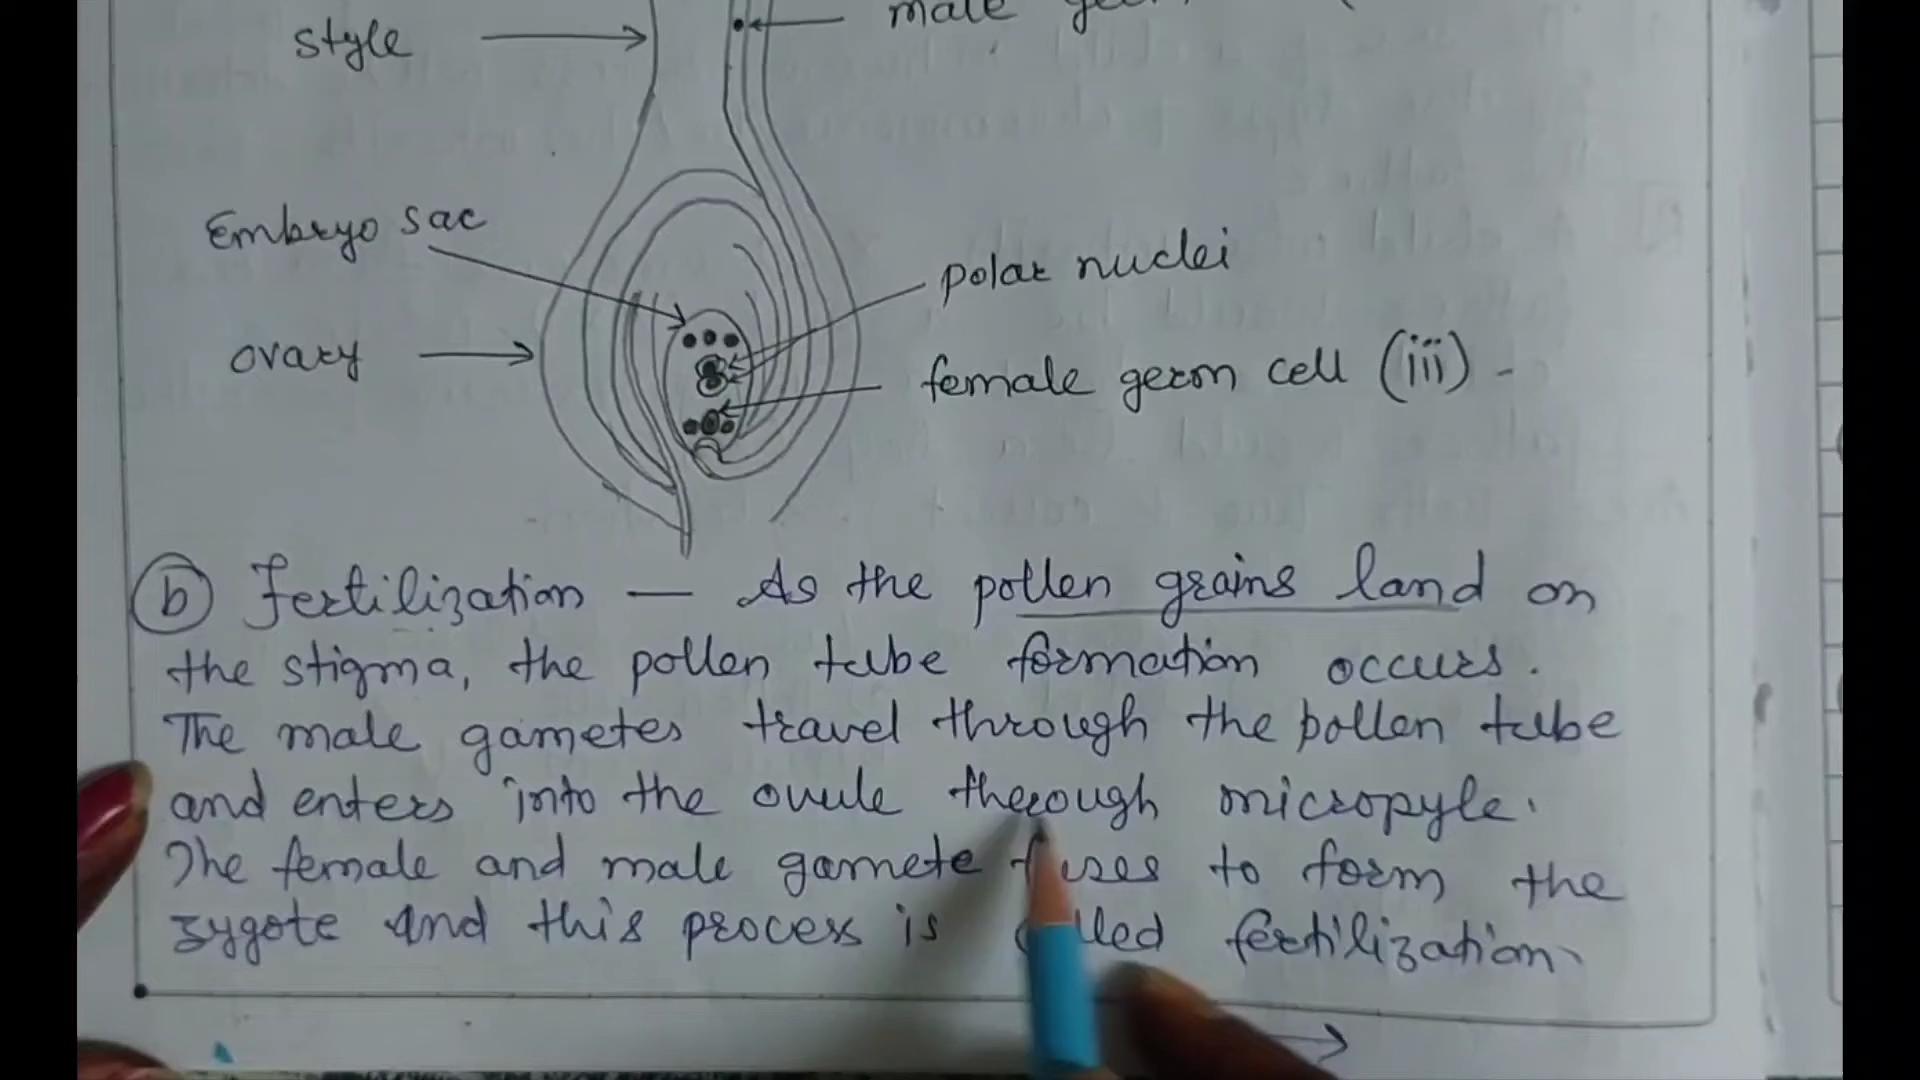 style
male
Embryo sac
polar nuclei
ovary
female germ cell (iii) -
(b) Fertilization — As the pollen grains land on
the stigma, the pollen tube formation occurs.
The male gametes travel through the pollen tube
and enters into the ovule through micropyle.
The female and male gamete fuses to form the
zygote and this process is called fertilization.